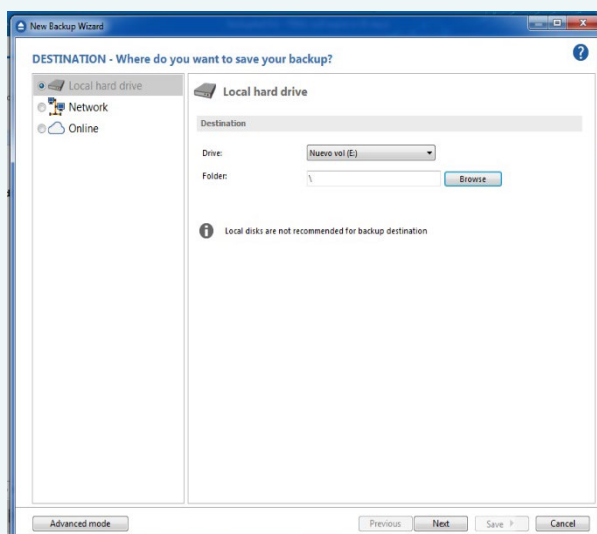 New Backup Wizard
DESTINATION - Where do you want to save your backup?
Local hard drive
Network
Online
Local hard drive
Destination
Drive: Nuevo vol (E:)
Folder: \ Browse
Local disks are not recommended for backup destination
Advanced mode Previous Next Save Cancel